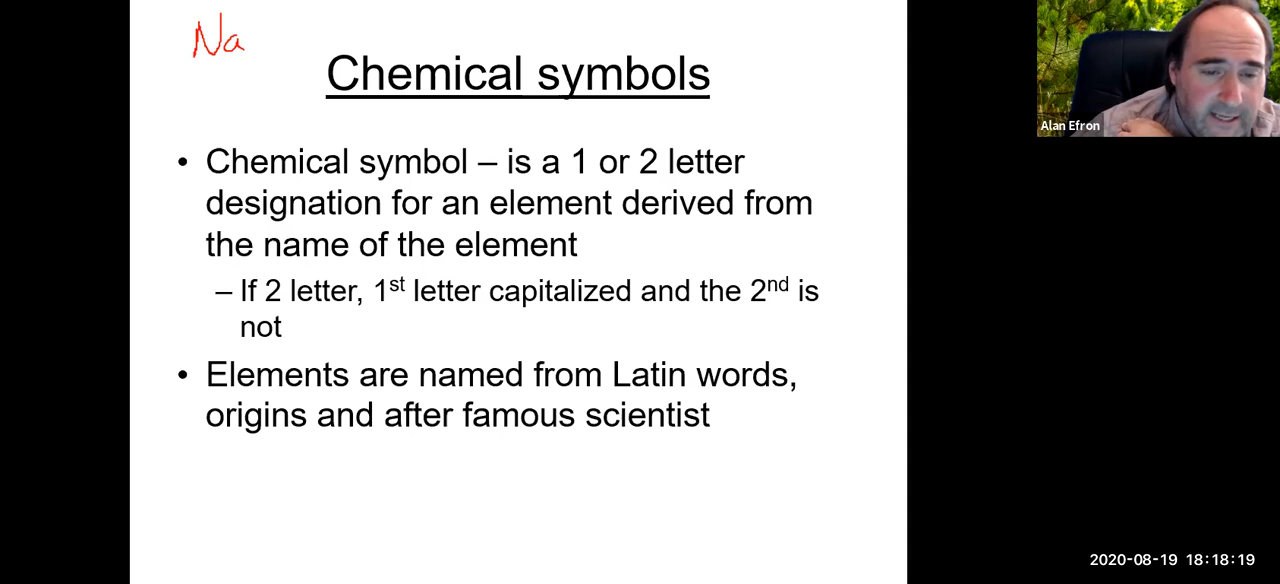 Na
Chemical symbols
• Chemical symbol – is a 1 or 2 letter
designation for an element derived from
the name of the element
– If 2 letter, 1st letter capitalized and the 2nd is
not
• Elements are named from Latin words,
origins and after famous scientist
Alan Efron
2020-08-19 18:18:19